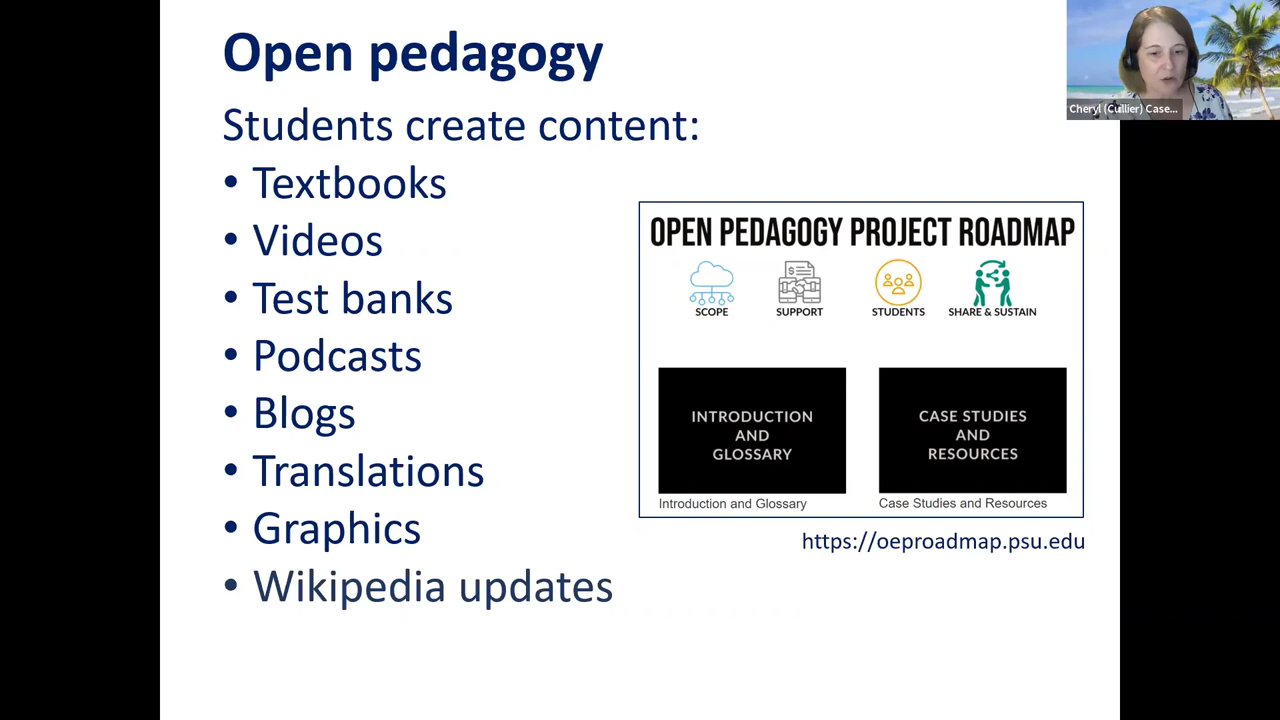 Open pedagogy
Students create content:
• Textbooks
• Videos
• Test banks
• Podcasts
• Blogs
• Translations
• Graphics
• Wikipedia updates
OPEN PEDAGOGY PROJECT ROADMAP
SCOPE
SUPPORT
STUDENTS
SHARE & SUSTAIN
INTRODUCTION
AND
GLOSSARY
CASE STUDIES
AND
RESOURCES
Introduction and Glossary
Case Studies and Resources
https://oeproadmap.psu.edu
Cheryl (Cullier) Case...